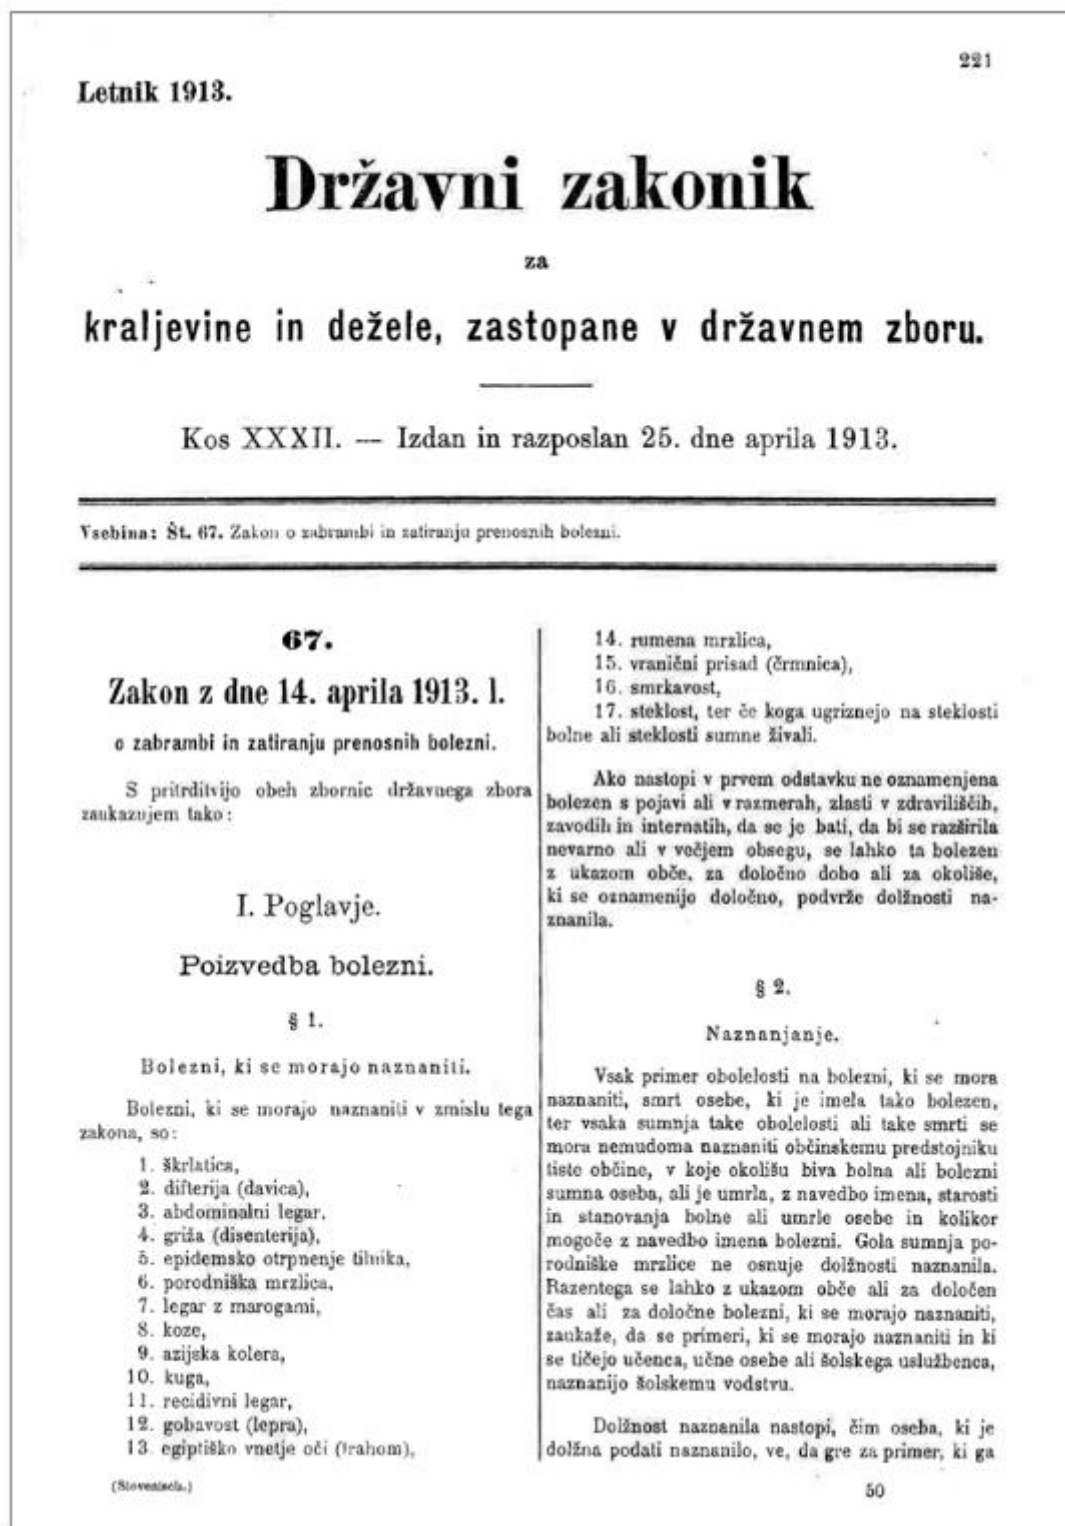 221
Letnik 1913.
Državni zakonik
za
kraljevine in dežele, zastopane v državnem zboru.
Kos XXXII. — Izdan in razposlan 25. dne aprila 1913.
Vsebina: Št. 67. Zakon o zabrambi in zatiranju prenosnih bolezni.
67.
Zakon z dne 14. aprila 1913. l.
o zabrambi in zatiranju prenosnih bolezni.
S pritrditvijo obeh zbornic državnega zbora
zaukazujem tako:
I. Poglavje.
Poizvedba bolezni.
§ 1.
Bolezni, ki se morajo naznaniti.
Bolezni, ki se morajo naznaniti v zmislu tega
zakona, so:
1. škrlatica,
2. difterija (davica),
3. abdominalni legar,
4. griža (disenterija),
5. epidemsko otrpnenje tilnika,
6. porodniška mrzlica,
7. legar z marogami,
8. koze,
9. azijska kolera,
10. kuga,
11. recidivni legar,
12. gobavost (lepra),
13 egiptiško vnetje oči (trahom),
(Slovenisch.)
14. rumena mrzlica,
15. vranični prisad (črmnica),
16. smrkavost,
17. steklost, ter če koga ugriznejo na steklosti
bolne ali steklosti sumne živali.
Ako nastopi v prvem odstavku ne oznamenjena
bolezen s pojavi ali v razmerah, zlasti v zdraviliščih,
zavodih in internatih, da se je bati, da bi se razširila
nevarno ali v večjem obsegu, se lahko ta bolezen
z ukazom obče, za določno dobo ali za okoliše,
ki se oznamenijo določno, podvrže dolžnosti na-
znanila.
§ 2.
Naznanjanje.
Vsak primer obolelosti na bolezni, ki se mora
naznaniti, smrt osebe, ki je imela tako bolezen,
ter vsaka sumnja take obolelosti ali take smrti se
mora nemudoma naznaniti občinskemu predstojniku
tiste občine, v koje okolišu biva bolna ali bolezni
sumna oseba, ali je umrla, z navedbo imena, starosti
in stanovanja bolne ali umrle osebe in kolikor
mogoče z navedbo imena bolezni. Gola sumnja po-
rodniške mrzlice ne osnuje dolžnosti naznanila.
Razentega se lahko z ukazom obče ali za določen
čas ali za določne bolezni, ki se morajo naznaniti,
zaukaže, da se primeri, ki se morajo naznaniti in ki
se tičejo učenca, učne osebe ali šolskega uslužbenca,
naznanijo šolskemu vodstvu.
Dolžnost naznanila nastopi, čim oseba, ki je
dolžna podati naznanilo, ve, da gre za primer, ki ga
50